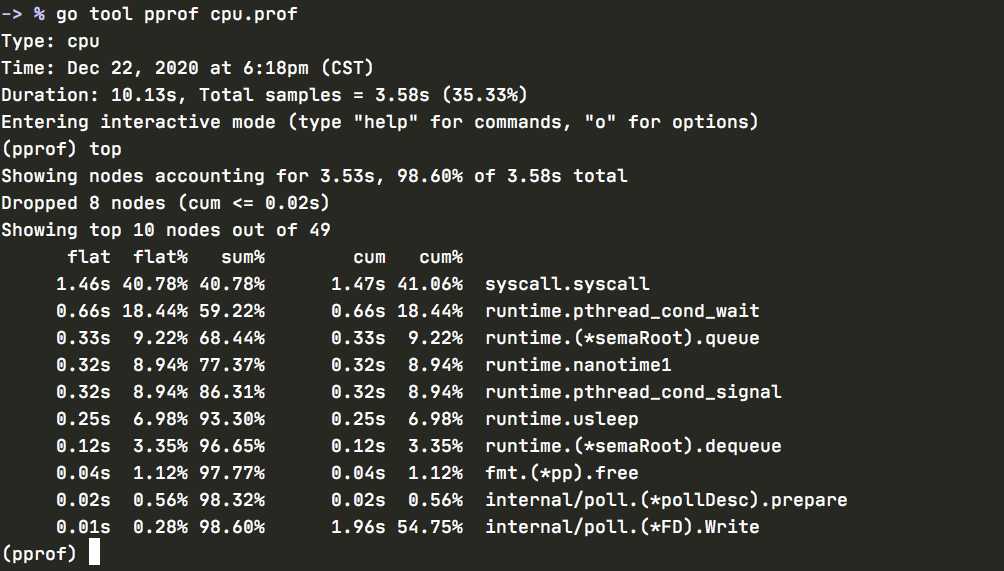 -> % go tool pprof cpu.prof
Type: cpu
Time: Dec 22, 2020 at 6:18pm (CST)
Duration: 10.13s, Total samples = 3.58s (35.33%)
Entering interactive mode (type "help" for commands, "o" for options)
(pprof) top
Showing nodes accounting for 3.53s, 98.60% of 3.58s total
Dropped 8 nodes (cum <= 0.02s)
Showing top 10 nodes out of 49
      flat  flat%   sum%        cum   cum%
     1.46s 40.78% 40.78%      1.47s 41.06%  syscall.syscall
     0.66s 18.44% 59.22%      0.66s 18.44%  runtime.pthread_cond_wait
     0.33s  9.22% 68.44%      0.33s  9.22%  runtime.(*semaRoot).queue
     0.32s  8.94% 77.37%      0.32s  8.94%  runtime.nanotime1
     0.32s  8.94% 86.31%      0.32s  8.94%  runtime.pthread_cond_signal
     0.25s  6.98% 93.30%      0.25s  6.98%  runtime.usleep
     0.12s  3.35% 96.65%      0.12s  3.35%  runtime.(*semaRoot).dequeue
     0.04s  1.12% 97.77%      0.04s  1.12%  fmt.(*pp).free
     0.02s  0.56% 98.32%      0.02s  0.56%  internal/poll.(*pollDesc).prepare
     0.01s  0.28% 98.60%      1.96s 54.75%  internal/poll.(*FD).Write
(pprof)